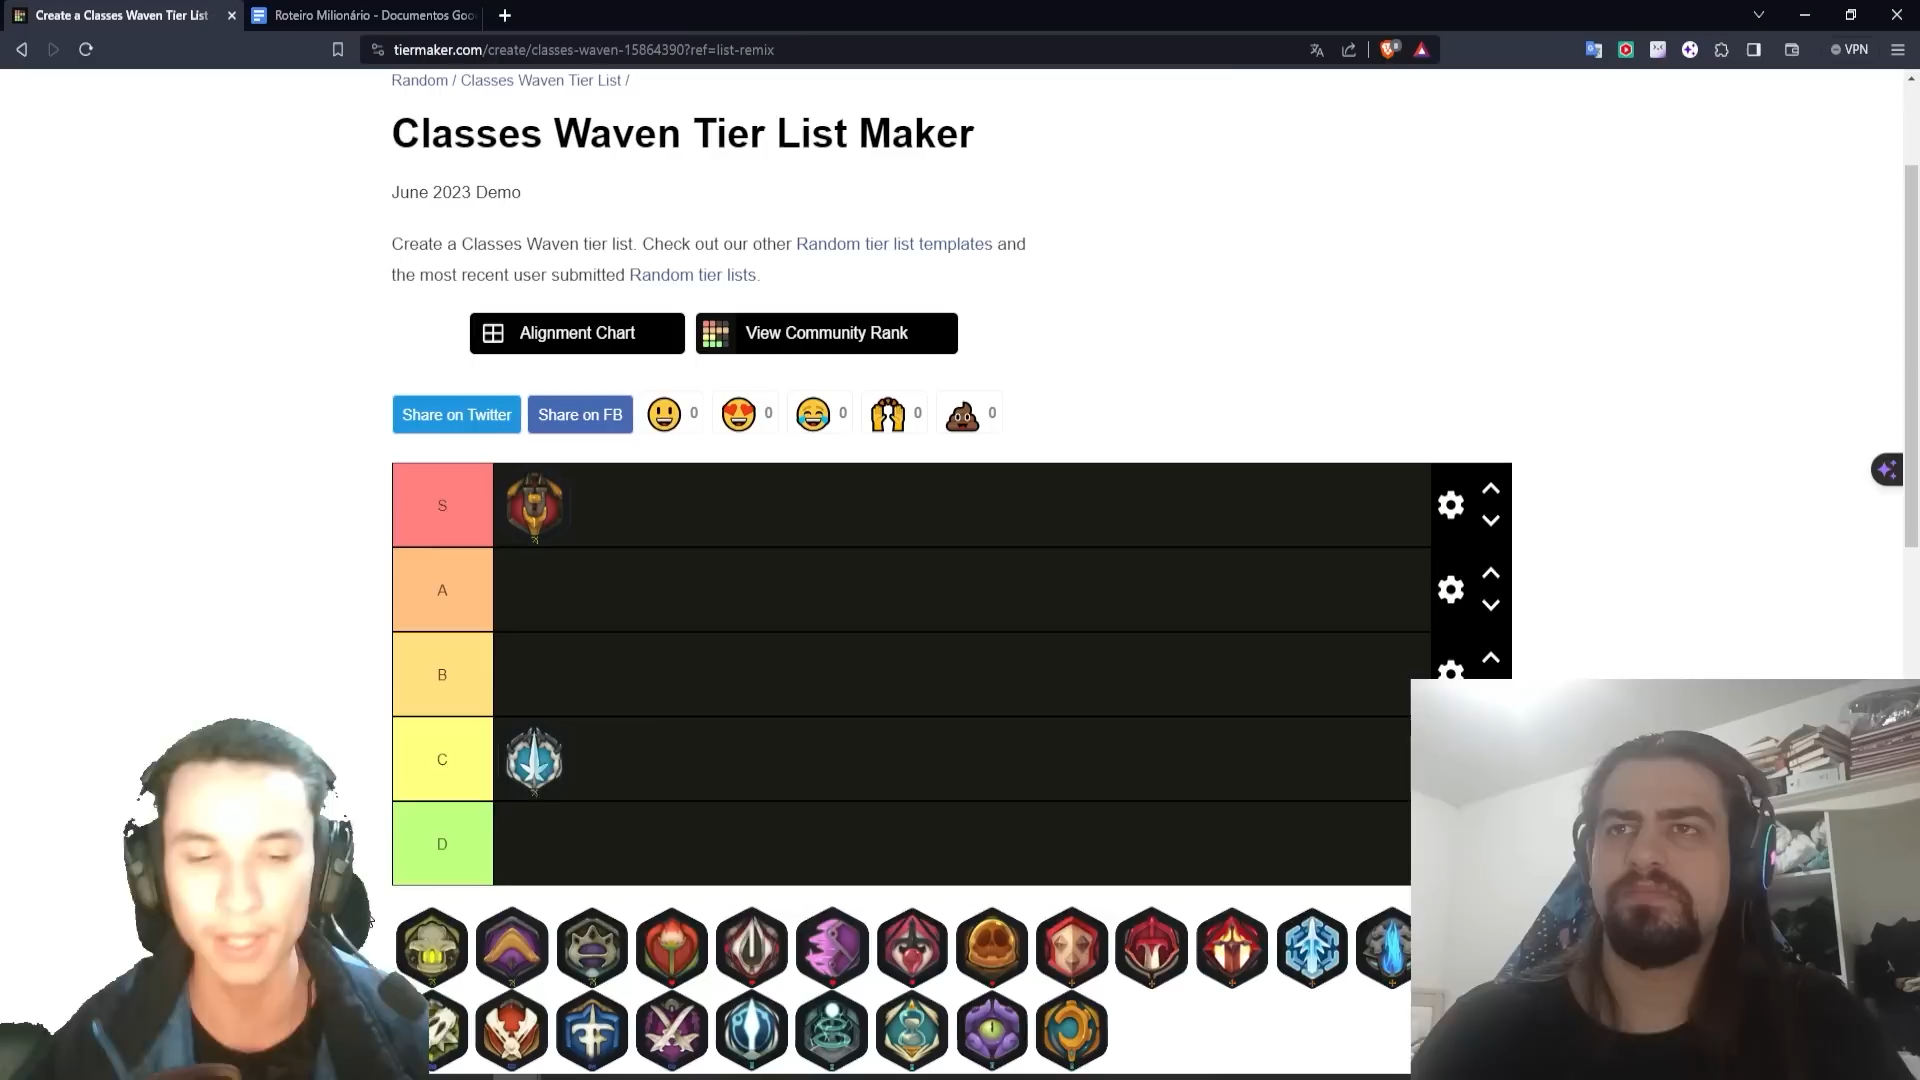 Create a Classes Waven Tier List
Roteiro Milionário - Documentos Goo
tiermaker.com/create/classes-waven-15864390?ref=list-remix
VPN
Random / Classes Waven Tier List /
Classes Waven Tier List Maker
June 2023 Demo
Create a Classes Waven tier list. Check out our other Random tier list templates and
the most recent user submitted Random tier lists.
Alignment Chart
View Community Rank
Share on Twitter
Share on FB
0
0
0
0
0
S
A
B
C
D